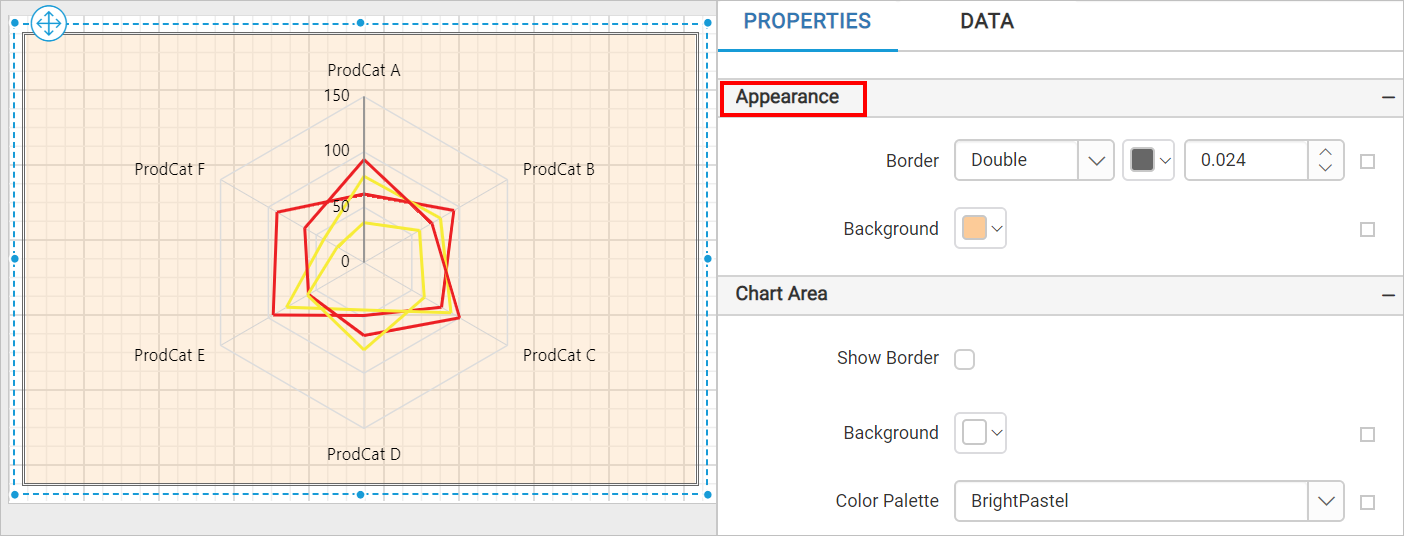 ProdCat A
150
100
ProdCat F
ProdCat B
50
0
ProdCat E
ProdCat C
ProdCat D
PROPERTIES
DATA
Appearance
Border
Double
0.024
Background
Chart Area
Show Border
Background
Color Palette
BrightPastel